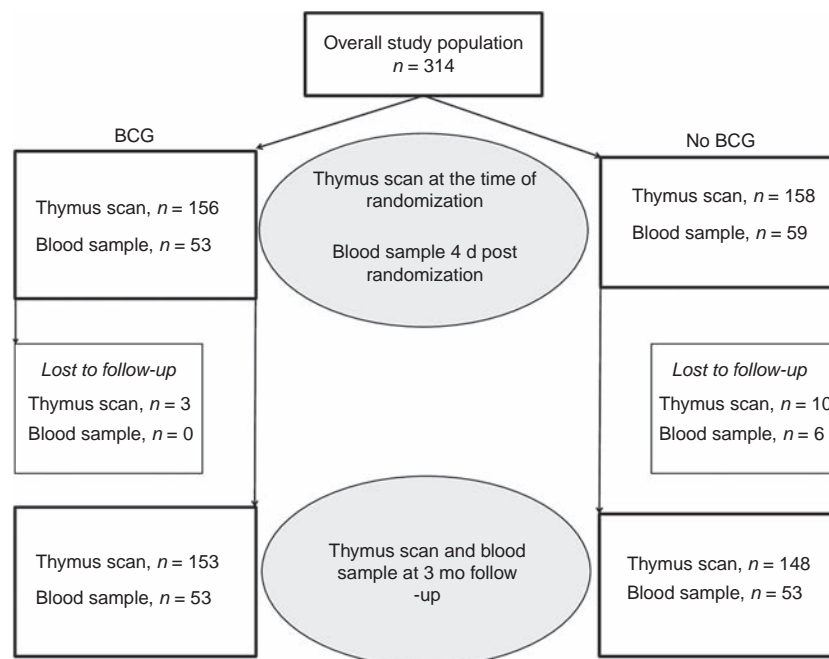 Overall study population
n = 314
BCG
No BCG
Thymus scan, n = 156
Blood sample, n = 53
Thymus scan at the time of
randomization
Blood sample 4 d post
randomization
Thymus scan, n = 158
Blood sample, n = 59
Lost to follow-up
Thymus scan, n = 3
Blood sample, n = 0
Lost to follow-up
Thymus scan, n = 10
Blood sample, n = 6
Thymus scan, n = 153
Blood sample, n = 53
Thymus scan and blood
sample at 3 mo follow
-up
Thymus scan, n = 148
Blood sample, n = 53